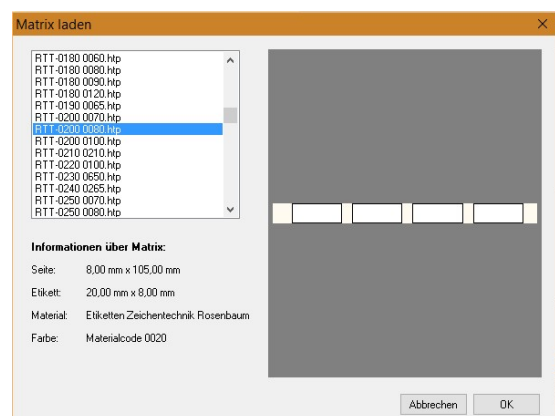 Matrix laden
RTT-0180 0060.htp
RTT-0180 0080.htp
RTT-0180 0090.htp
RTT-0180 0120.htp
RTT-0190 0065.htp
RTT-0200 0070.htp
RTT-0200 0080.htp
RTT-0200 0100.htp
RTT-0210 0210.htp
RTT-0220 0100.htp
RTT-0230 0650.htp
RTT-0240 0265.htp
RTT-0250 0070.htp
RTT-0250 0080.htp
Informationen über Matrix:
Seite: 8,00 mm x 105,00 mm
Etikett: 20,00 mm x 8,00 mm
Material: Etiketten Zeichentechnik Rosenbaum
Farbe: Materialcode 0020
Abbrechen OK